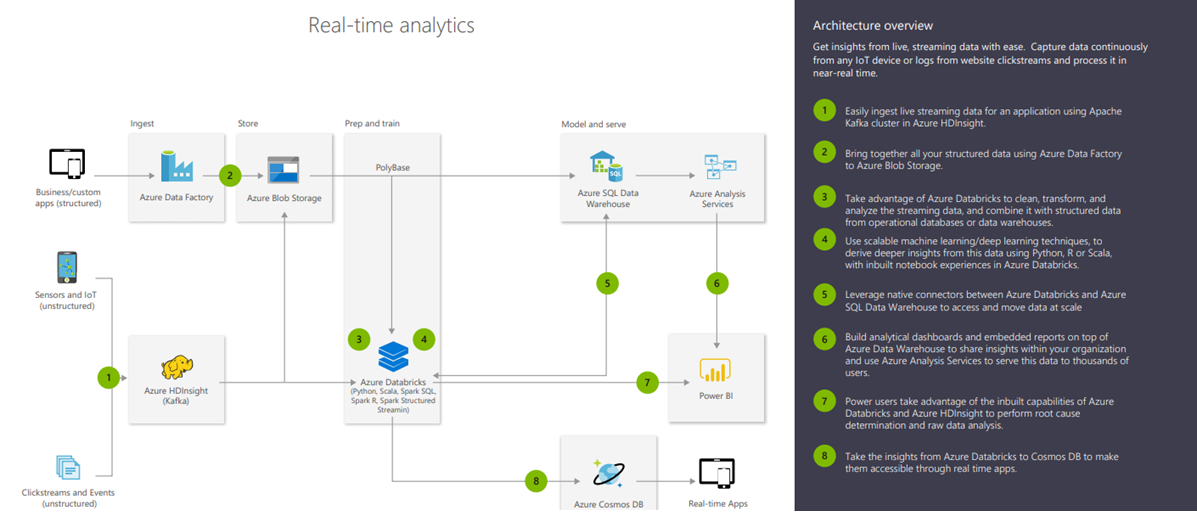 Real-time analytics
Ingest
Store
Prep and train
Model and serve
Business/custom
apps (structured)
Azure Data Factory
2
Azure Blob Storage
PolyBase
SQL
Azure SQL Data
Warehouse
Azure Analysis
Services
Sensors and IoT
(unstructured)
5
6
1
Azure HDInsight
(Kafka)
3
4
Azure Databricks
(Python, Scala, Spark SQL,
Spark R, Spark Structured
Streamin)
7
Power BI
Clickstreams and Events
(unstructured)
8
Azure Cosmos DB
Real-time Apps
Architecture overview
Get insights from live, streaming data with ease. Capture data continuously
from any IoT device or logs from website clickstreams and process it in
near-real time.
1
Easily ingest live streaming data for an application using Apache
Kafka cluster in Azure HDInsight.
2
Bring together all your structured data using Azure Data Factory
to Azure Blob Storage.
3
Take advantage of Azure Databricks to clean, transform, and
analyze the streaming data, and combine it with structured data
from operational databases or data warehouses.
4
Use scalable machine learning/deep learning techniques, to
derive deeper insights from this data using Python, R or Scala,
with inbuilt notebook experiences in Azure Databricks.
5
Leverage native connectors between Azure Databricks and Azure
SQL Data Warehouse to access and move data at scale
6
Build analytical dashboards and embedded reports on top of
Azure Data Warehouse to share insights within your organization
and use Azure Analysis Services to serve this data to thousands of
users.
7
Power users take advantage of the inbuilt capabilities of Azure
Databricks and Azure HDInsight to perform root cause
determination and raw data analysis.
8
Take the insights from Azure Databricks to Cosmos DB to make
them accessible through real time apps.